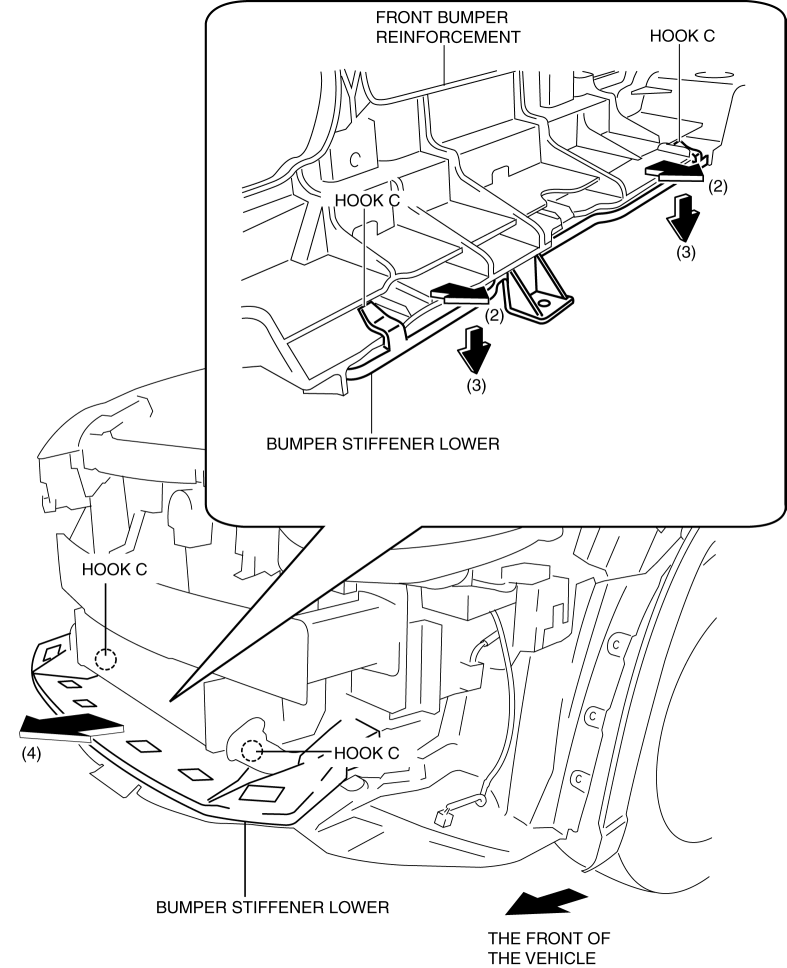 FRONT BUMPER
REINFORCEMENT
HOOK C
HOOK C
(2)
(3)
(2)
(3)
BUMPER STIFFENER LOWER
HOOK C
(4)
HOOK C
BUMPER STIFFENER LOWER
THE FRONT OF
THE VEHICLE